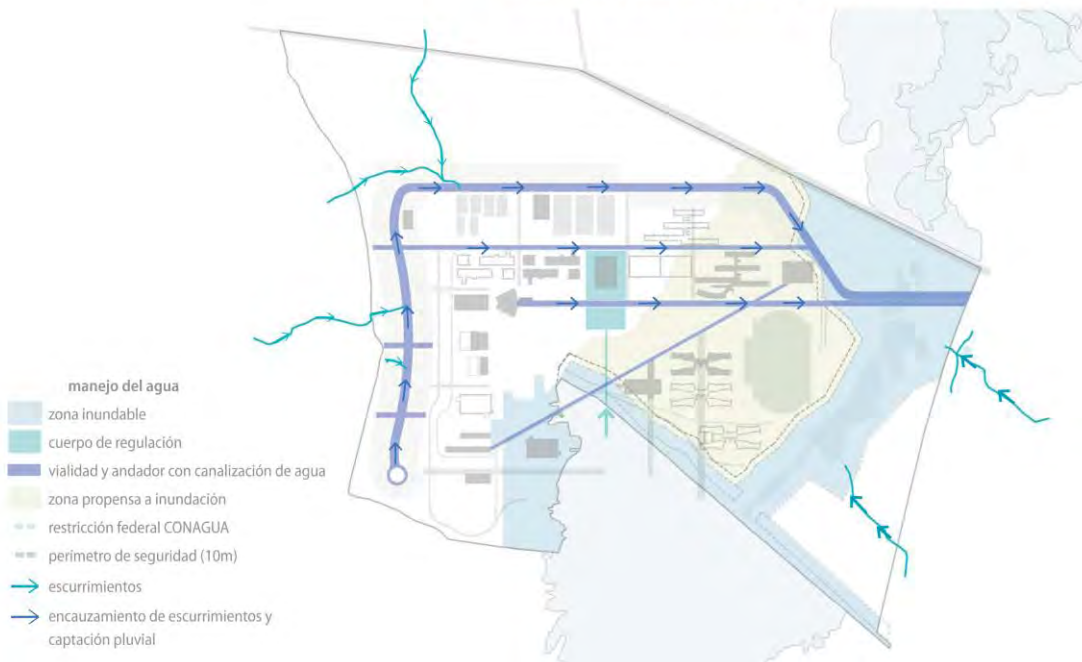 manejo del agua
zona inundable
cuerpo de regulación
vialidad y andador con canalización de agua
zona propensa a inundación
restricción federal CONAGUA
perímetro de seguridad (10m)
escurrimientos
encauzamiento de escurrimientos y
captación pluvial